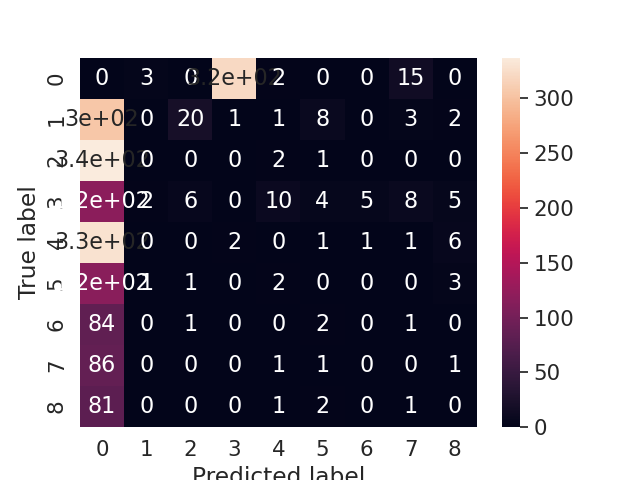 0 0 3 0 3.2e+02 2 0 0 15 0
1 3e+02 0 20 1 1 8 0 3 2
2 3.4e+02 0 0 0 2 1 0 0 0
3 2e+02 2 6 0 10 4 5 8 5
4 3.3e+02 0 0 2 0 1 1 1 6
5 2e+02 1 1 0 2 0 0 0 3
6 84 0 1 0 0 2 0 1 0
7 86 0 0 0 1 1 0 0 1
8 81 0 0 0 1 2 0 1 0
0 1 2 3 4 5 6 7 8
True label
Predicted label
300
250
200
150
100
50
0